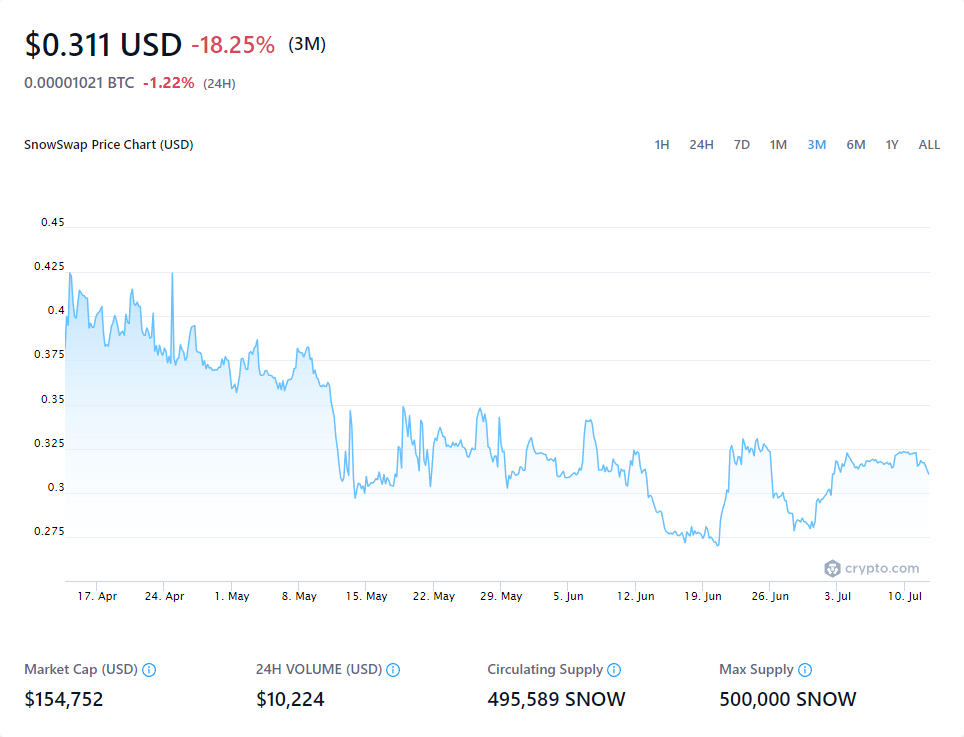 $0.311 USD -18.25% (3M)
0.00001021 BTC -1.22% (24H)
SnowSwap Price Chart (USD) 1H 24H 7D 1M 3M 6M 1Y ALL
0.45
0.425
0.4
0.375
0.35
0.325
0.3
0.275
crypto.com
17. Apr 24. Apr 1. May 8. May 15. May 22. May 29. May 5. Jun 12. Jun 19. Jun 26. Jun 3. Jul 10. Jul
Market Cap (USD) 24H VOLUME (USD) Circulating Supply Max Supply
$154,752 $10,224 495,589 SNOW 500,000 SNOW